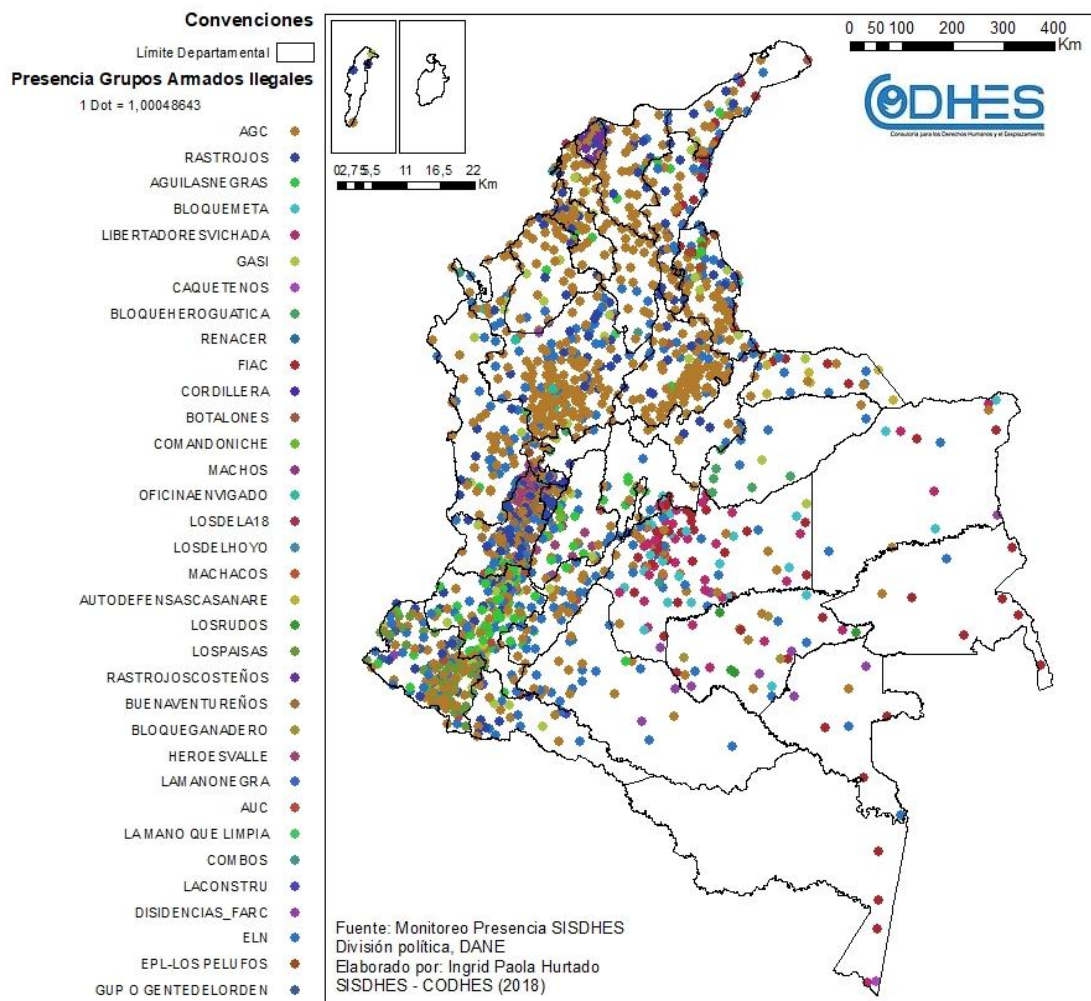 Convenciones
Límite Departamental
Presencia Grupos Armados Ilegales
1 Dot = 1,00048643
AGC
RASTROJOS
AGUILASNEGRAS
BLOQUEMETA
LIBERTADORESVICHADA
GASI
CAQUETENOS
BLOQUEHEROGUATICA
RENACER
FIAC
CORDILLERA
BOTALONES
COMANDONICHE
MACHOS
OFICINAENVIGADO
LOSDELA18
LOSDELHOYO
MACHACOS
AUTODEFENSASCASANARE
LOSRUDOS
LOSPAISAS
RASTROJOSCOSTEÑOS
BUENAVENTUREÑOS
BLOQUEGANADERO
HEROESVALLE
LAMANONEGRA
AUC
LA MANO QUE LIMPIA
COMBOS
LACONSTRU
DISIDENCIAS_FARC
ELN
EPL-LOS PELUFOS
GUP O GENTEDELORDEN
02,755,5 11 16,5 22
Km
0 50 100 200 300 400
Km
CODHES
Consultoría para los Derechos Humanos y el Desplazamiento
Fuente: Monitoreo Presencia SISDHES
División política, DANE
Elaborado por: Ingrid Paola Hurtado
SISDHES - CODHES (2018)